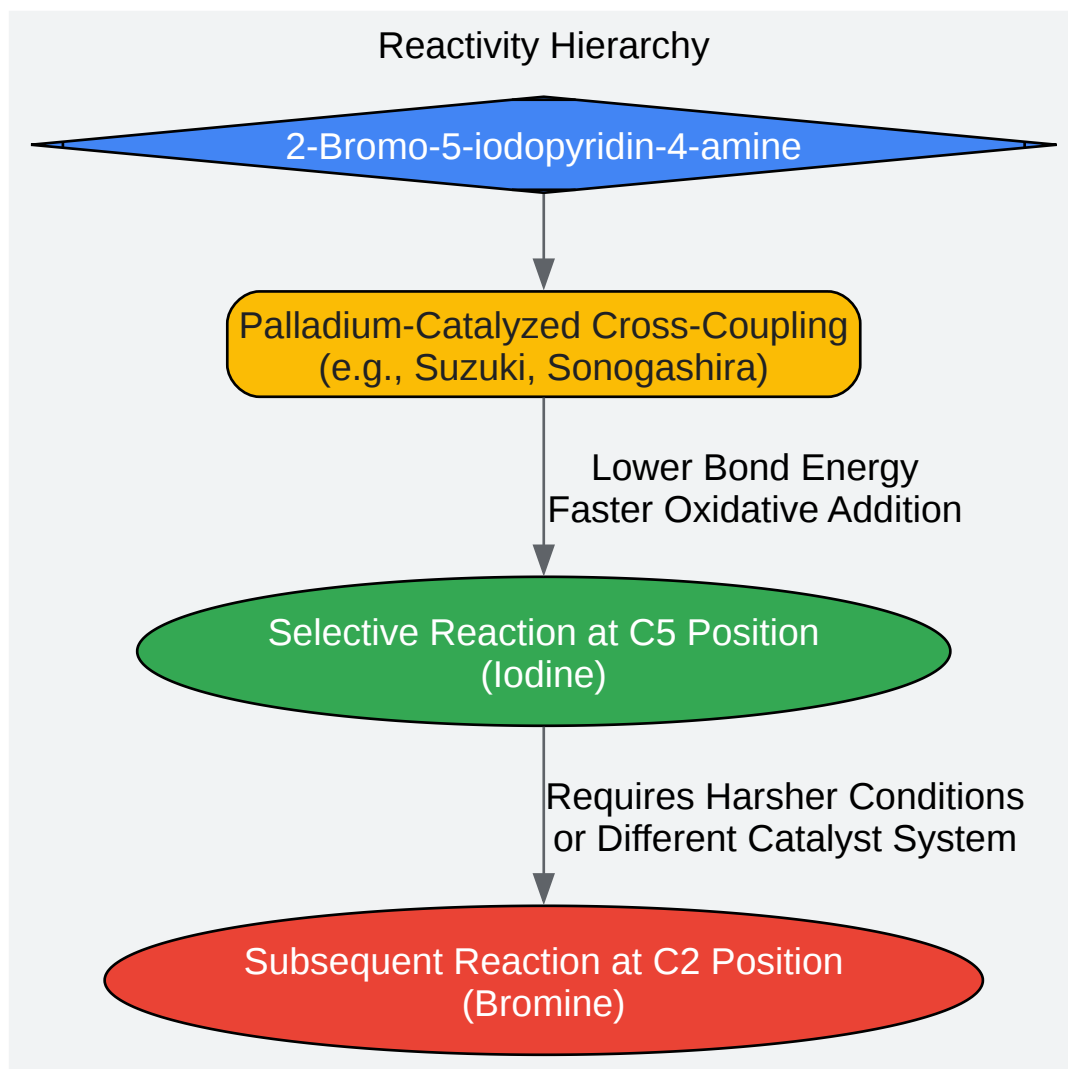 Reactivity Hierarchy
2-Bromo-5-iodopyridin-4-amine
Palladium-Catalyzed Cross-Coupling
(e.g., Suzuki, Sonogashira)
Lower Bond Energy
Faster Oxidative Addition
Selective Reaction at C5 Position
(Iodine)
Requires Harsher Conditions
or Different Catalyst System
Subsequent Reaction at C2 Position
(Bromine)